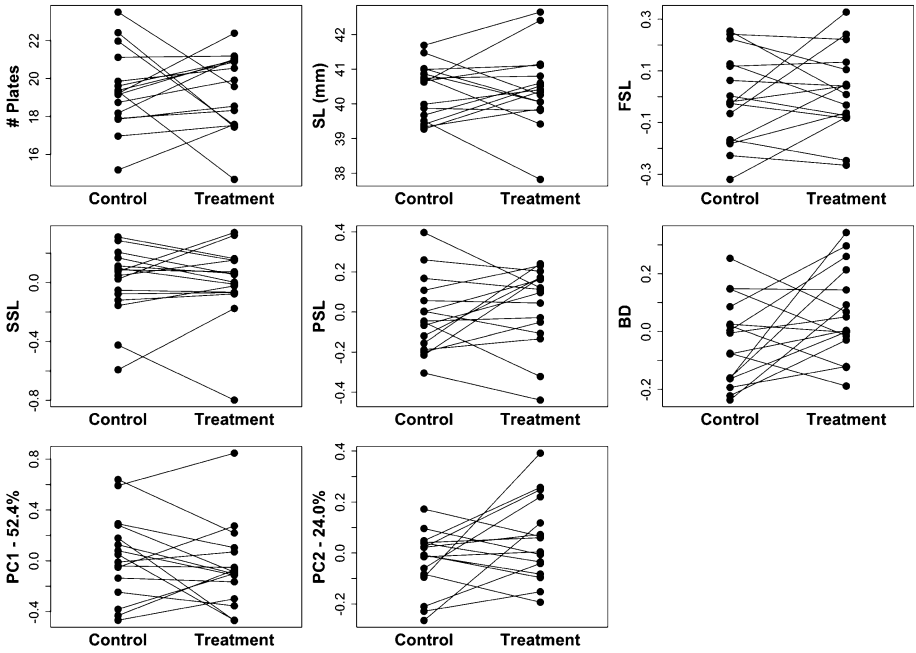 # Plates
22
20
18
16
Control Treatment
SL (mm)
42
41
40
39
38
Control Treatment
FSL
0.3
0.1
-0.1
-0.3
Control Treatment
SSL
0.0
-0.4
-0.8
Control Treatment
PSL
0.4
0.2
0.0
-0.2
-0.4
Control Treatment
BD
0.2
0.0
-0.2
Control Treatment
PC1 - 52.4%
0.8
0.4
0.0
-0.4
Control Treatment
PC2 - 24.0%
0.4
0.2
0.0
-0.2
Control Treatment